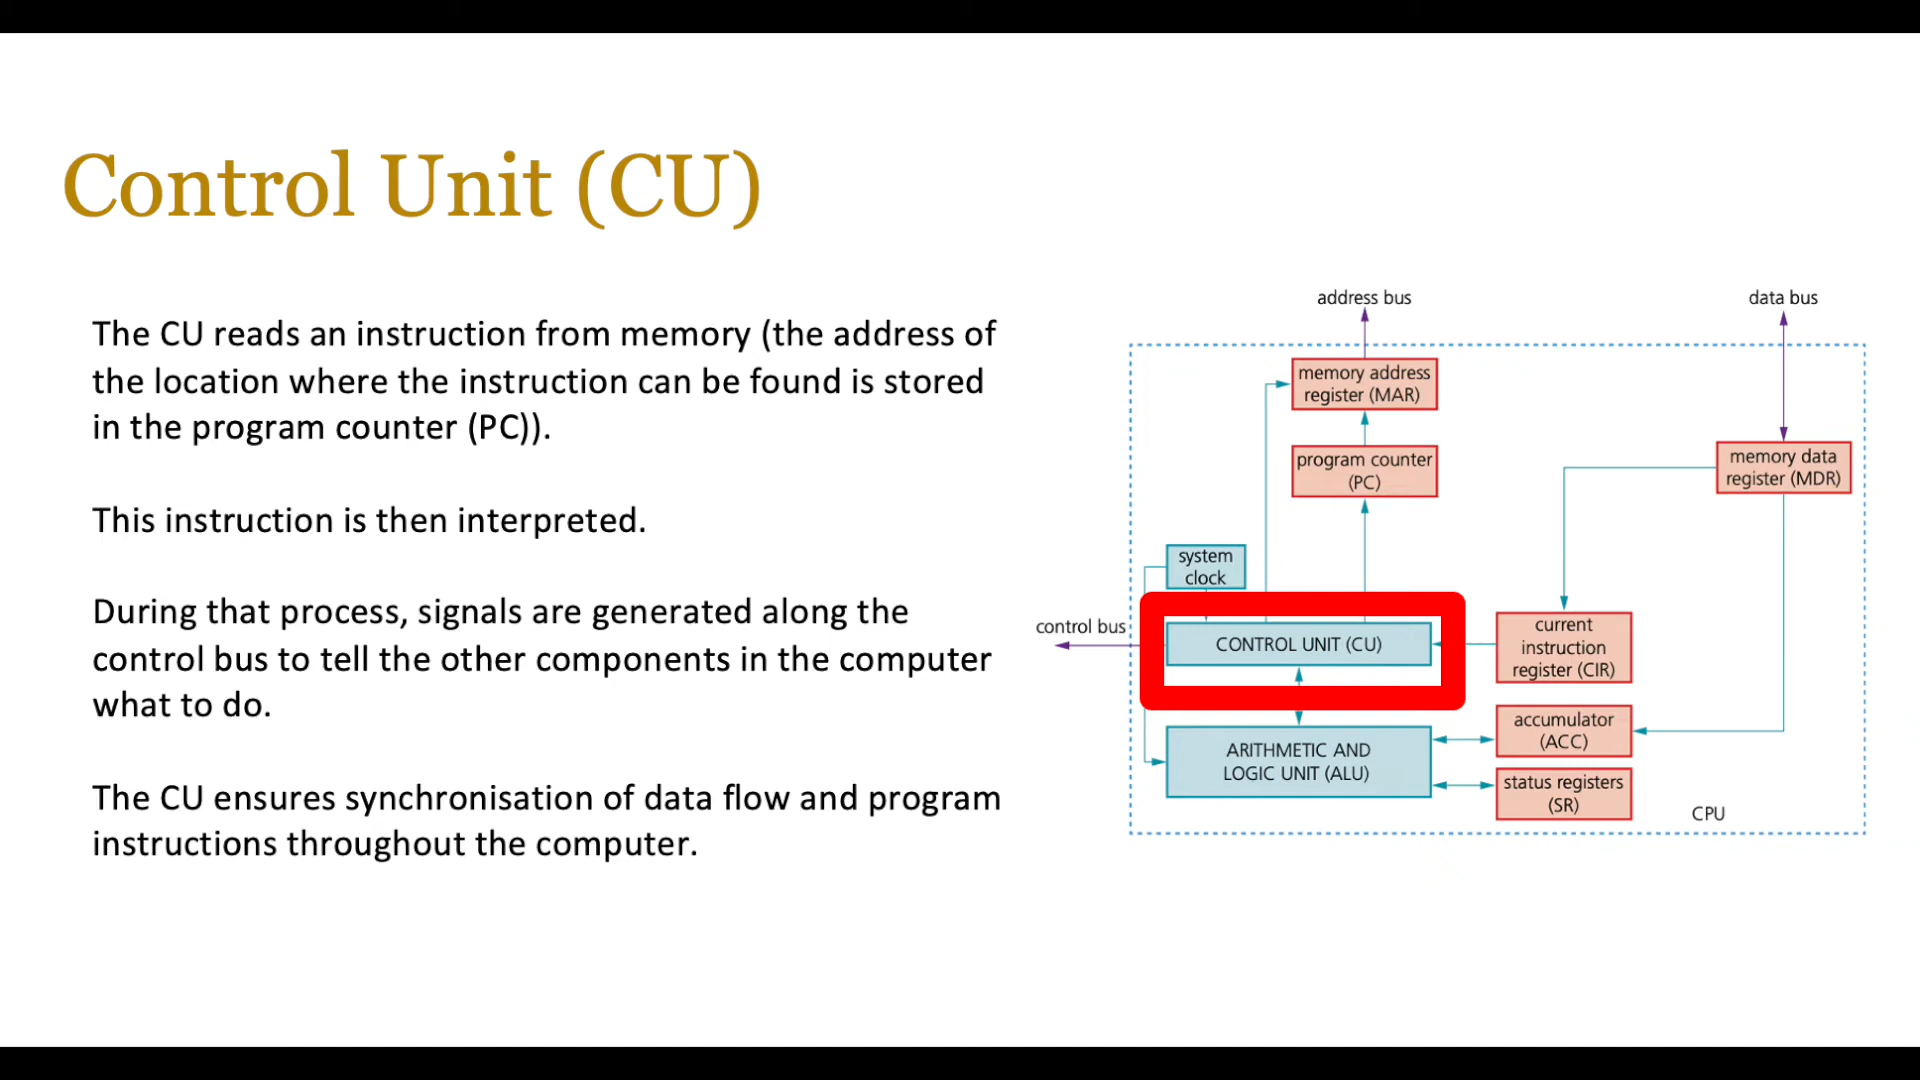 Control Unit (CU)
The CU reads an instruction from memory (the address of
the location where the instruction can be found is stored
in the program counter (PC)).
This instruction is then interpreted.
During that process, signals are generated along the
control bus to tell the other components in the computer
what to do.
The CU ensures synchronisation of data flow and program
instructions throughout the computer.
address bus
data bus
memory address
register (MAR)
program counter
(PC)
memory data
register (MDR)
system
clock
control bus
CONTROL UNIT (CU)
current
instruction
register (CIR)
ARITHMETIC AND
LOGIC UNIT (ALU)
accumulator
(ACC)
status registers
(SR)
CPU